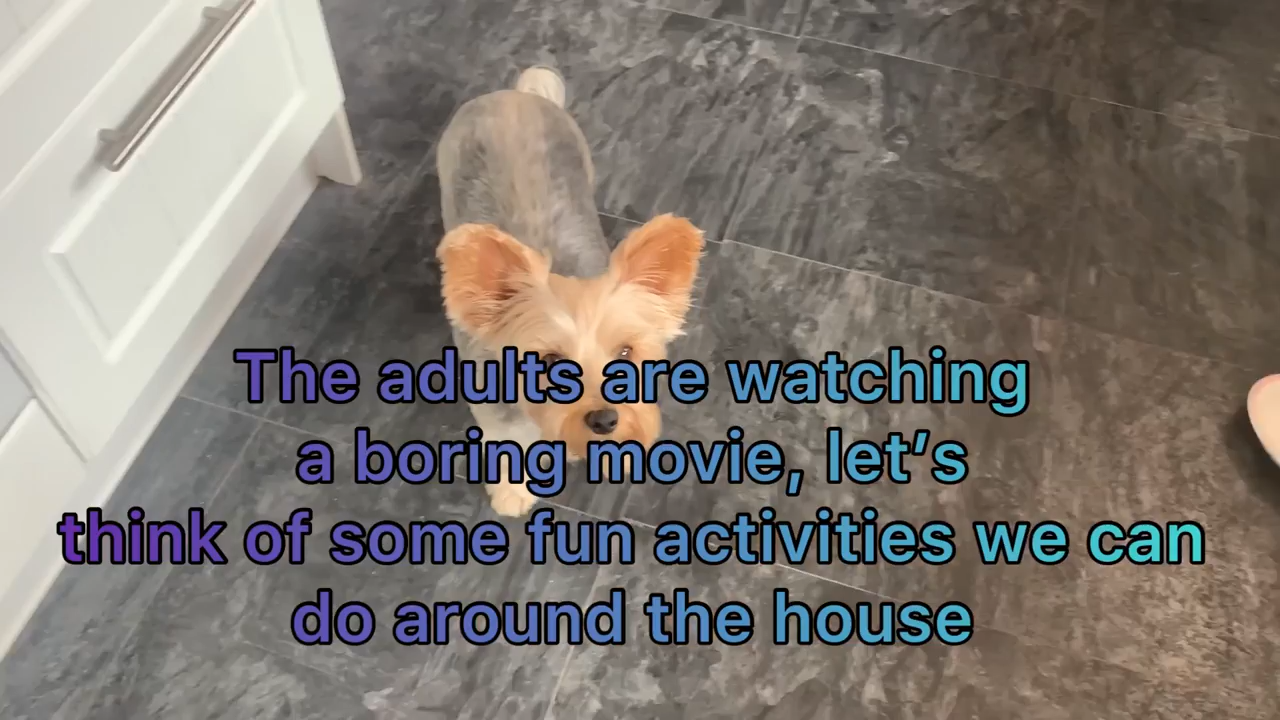 The adults are watching
a boring movie, let’s
think of some fun activities we can
do around the house